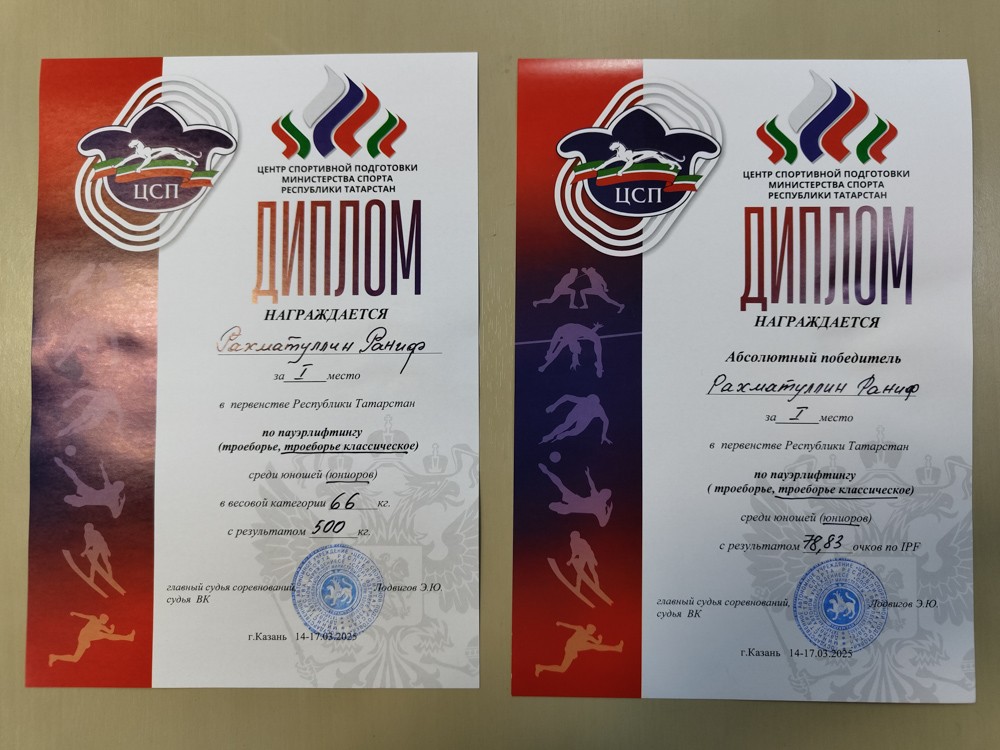 ЦСП
ЦЕНТР СПОРТИВНОЙ ПОДГОТОВКИ
МИНИСТЕРСТВА СПОРТА
РЕСПУБЛИКИ ТАТАРСТАН
ДИПЛОМ
НАГРАЖДАЕТСЯ
Рахматуллин Раниф
за I место
в первенстве Республики Татарстан
по пауэрлифтингу
(троеборье, троеборье классическое)
среди юношей (юниоров)
в весовой категории 66 кг.
с результатом 500 кг.
главный судья соревнований, Лодвигов Э.Ю.
судья ВК
г.Казань 14-17.03.2025
ЦСП
ЦЕНТР СПОРТИВНОЙ ПОДГОТОВКИ
МИНИСТЕРСТВА СПОРТА
РЕСПУБЛИКИ ТАТАРСТАН
ДИПЛОМ
НАГРАЖДАЕТСЯ
Абсолютный победитель
Рахматуллин Раниф
за I место
в первенстве Республики Татарстан
по пауэрлифтингу
( троеборье, троеборье классическое)
среди юношей (юниоров)
с результатом 78,83 очков по IPF
главный судья соревнований, Лодвигов Э.Ю.
судья ВК
г.Казань 14-17.03.2025